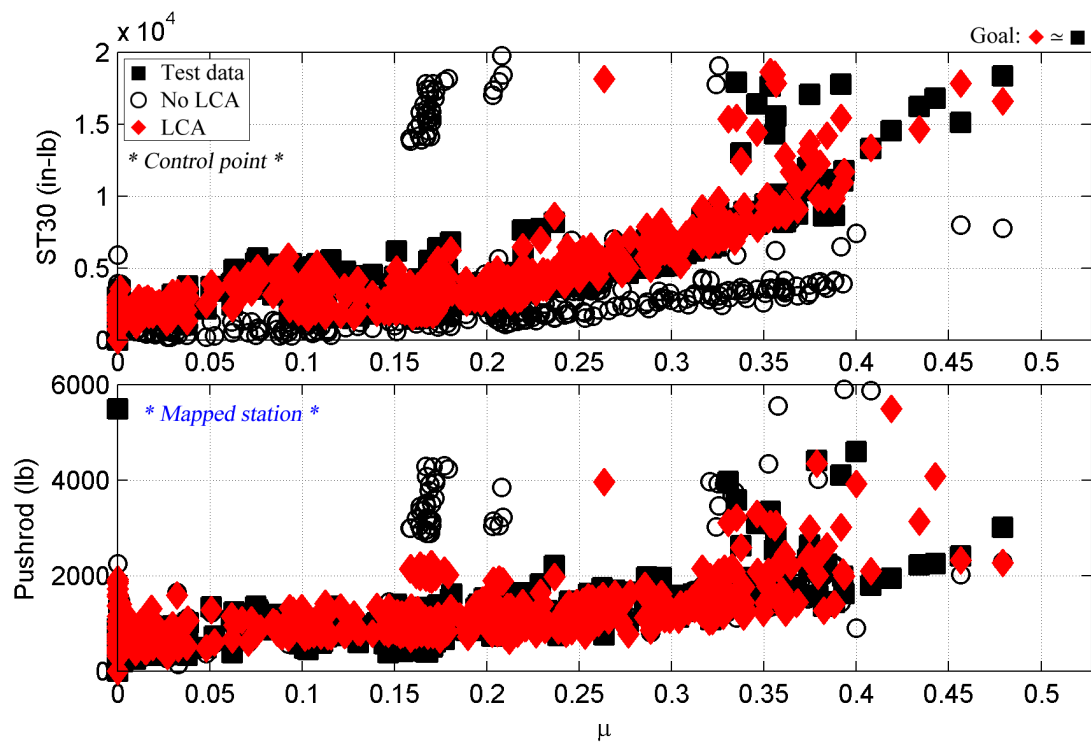 x 10^4
Goal: ♦ ≃ ■
2
1.5
1
0.5
0
ST30 (in-lb)
Test data
No LCA
LCA
* Control point *
0 0.05 0.1 0.15 0.2 0.25 0.3 0.35 0.4 0.45 0.5
6000
4000
2000
0
Pushrod (lb)
* Mapped station *
0 0.05 0.1 0.15 0.2 0.25 0.3 0.35 0.4 0.45 0.5
μ